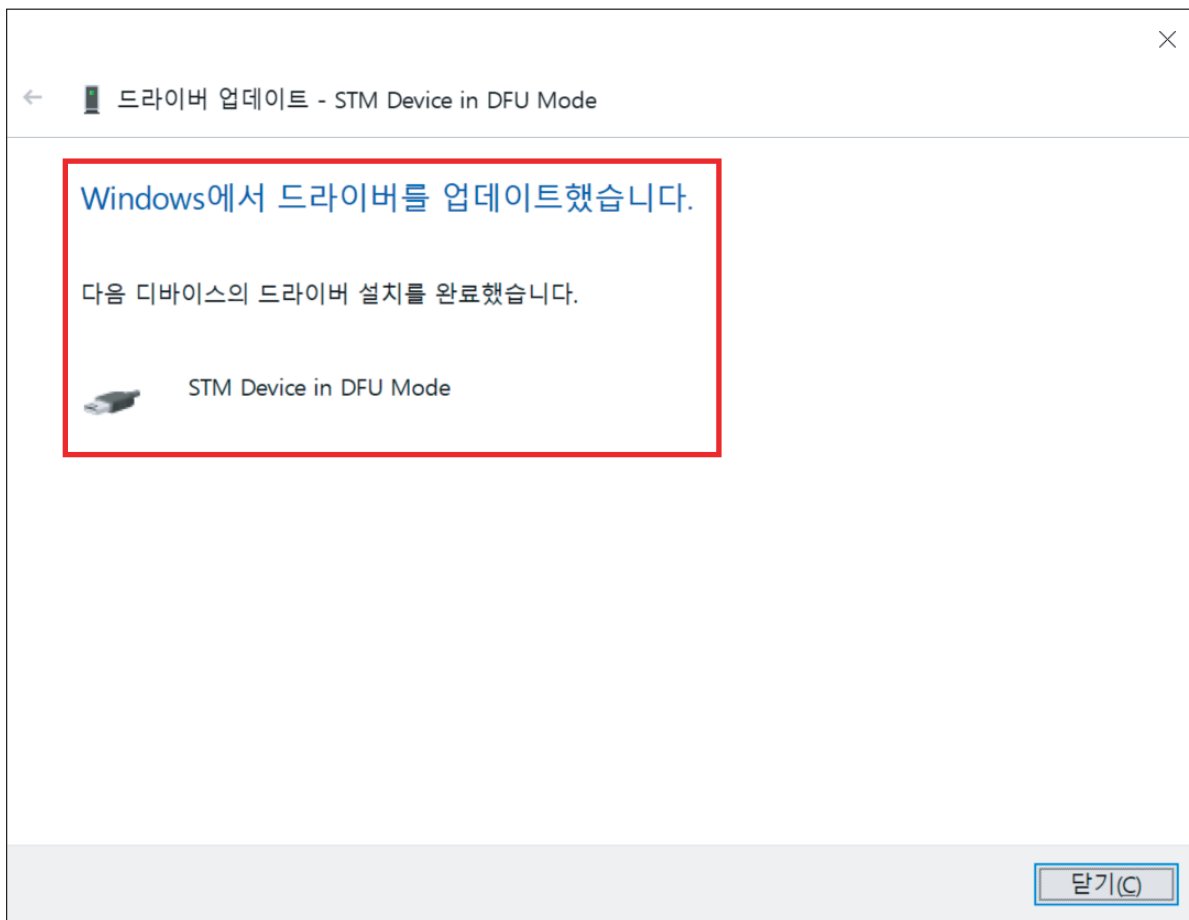 드라이버 업데이트 - STM Device in DFU Mode
Windows에서 드라이버를 업데이트했습니다.
다음 디바이스의 드라이버 설치를 완료했습니다.
STM Device in DFU Mode
닫기(C)